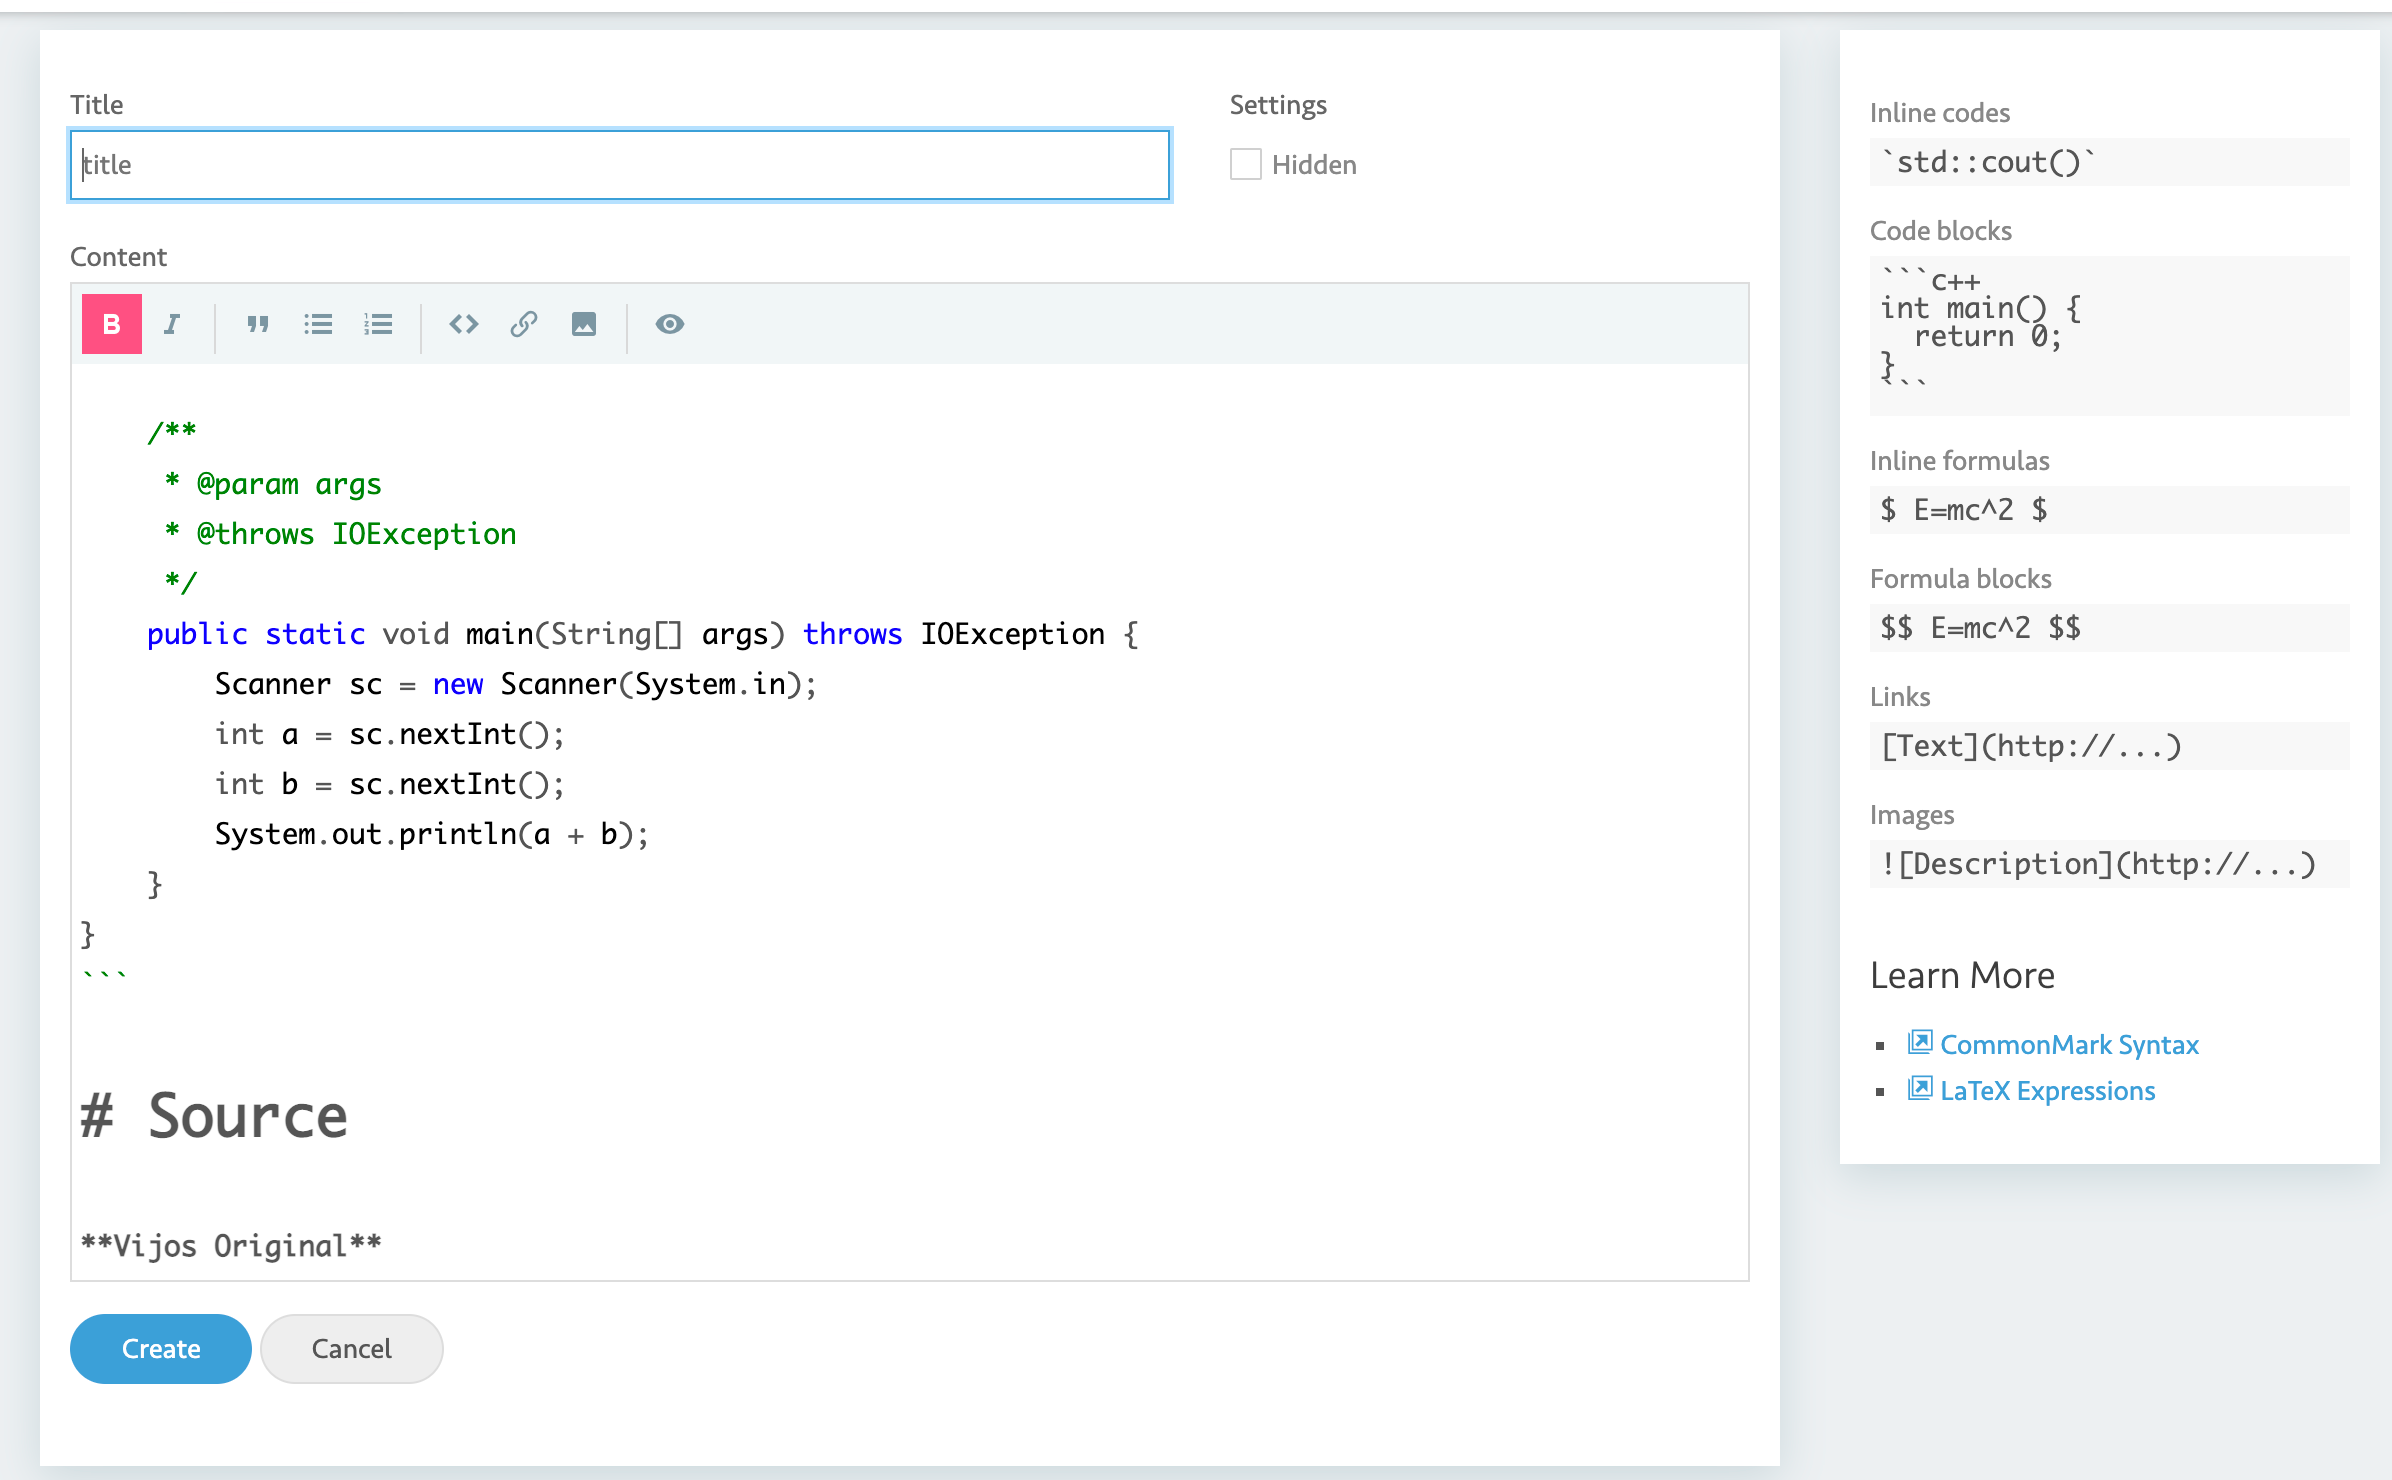 Title
title
Settings
Hidden
Content
B I
/**
* @param args
* @throws IOException
*/
public static void main(String[] args) throws IOException {
Scanner sc = new Scanner(System.in);
int a = sc.nextInt();
int b = sc.nextInt();
System.out.println(a + b);
}
}
```
# Source
**Vijos Original**
Create
Cancel
Inline codes
`std::cout()`
Code blocks
```c++
int main() {
return 0;
}
```
Inline formulas
$ E=mc^2 $
Formula blocks
$$ E=mc^2 $$
Links
[Text](http://...)
Images
![Description](http://...)
Learn More
CommonMark Syntax
LaTeX Expressions